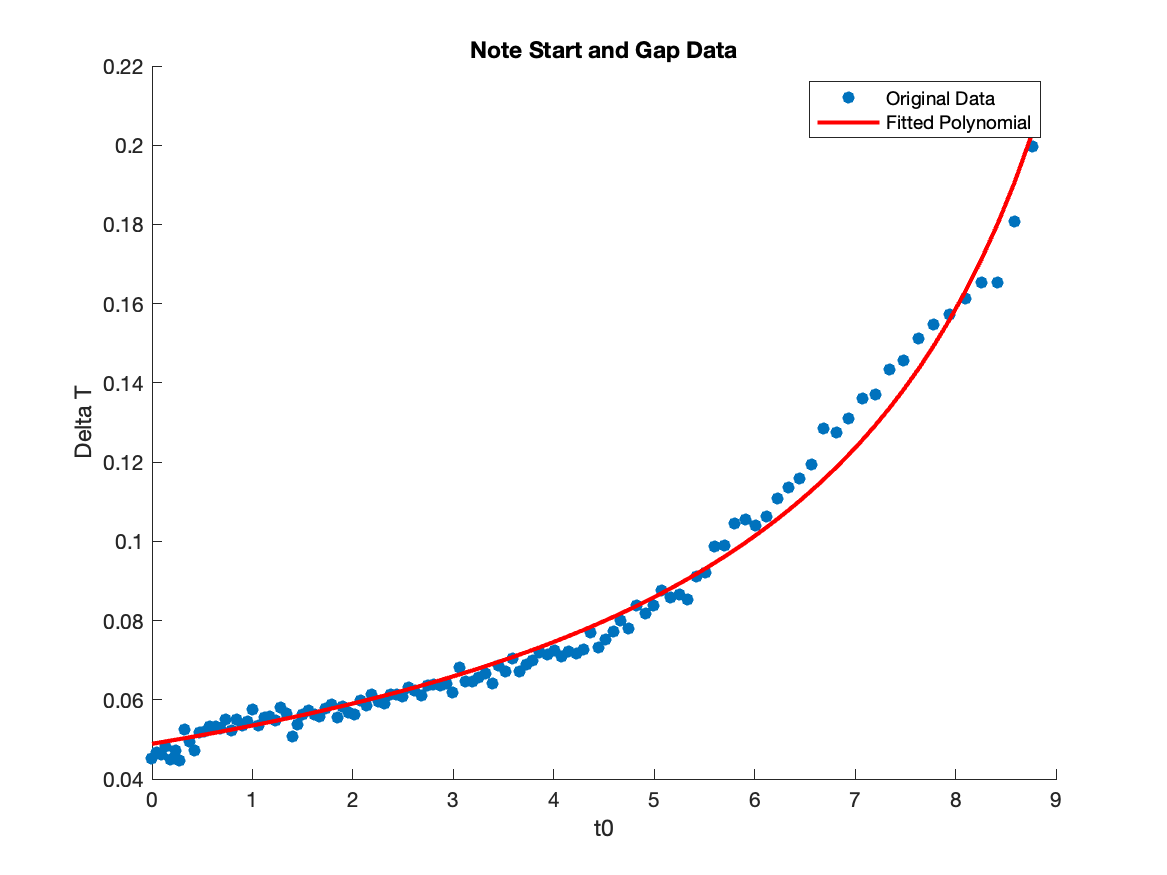 Note Start and Gap Data
Original Data
Fitted Polynomial
0.22
0.2
0.18
0.16
0.14
0.12
0.1
0.08
0.06
0.04
Delta T
0 1 2 3 4 5 6 7 8 9
t0